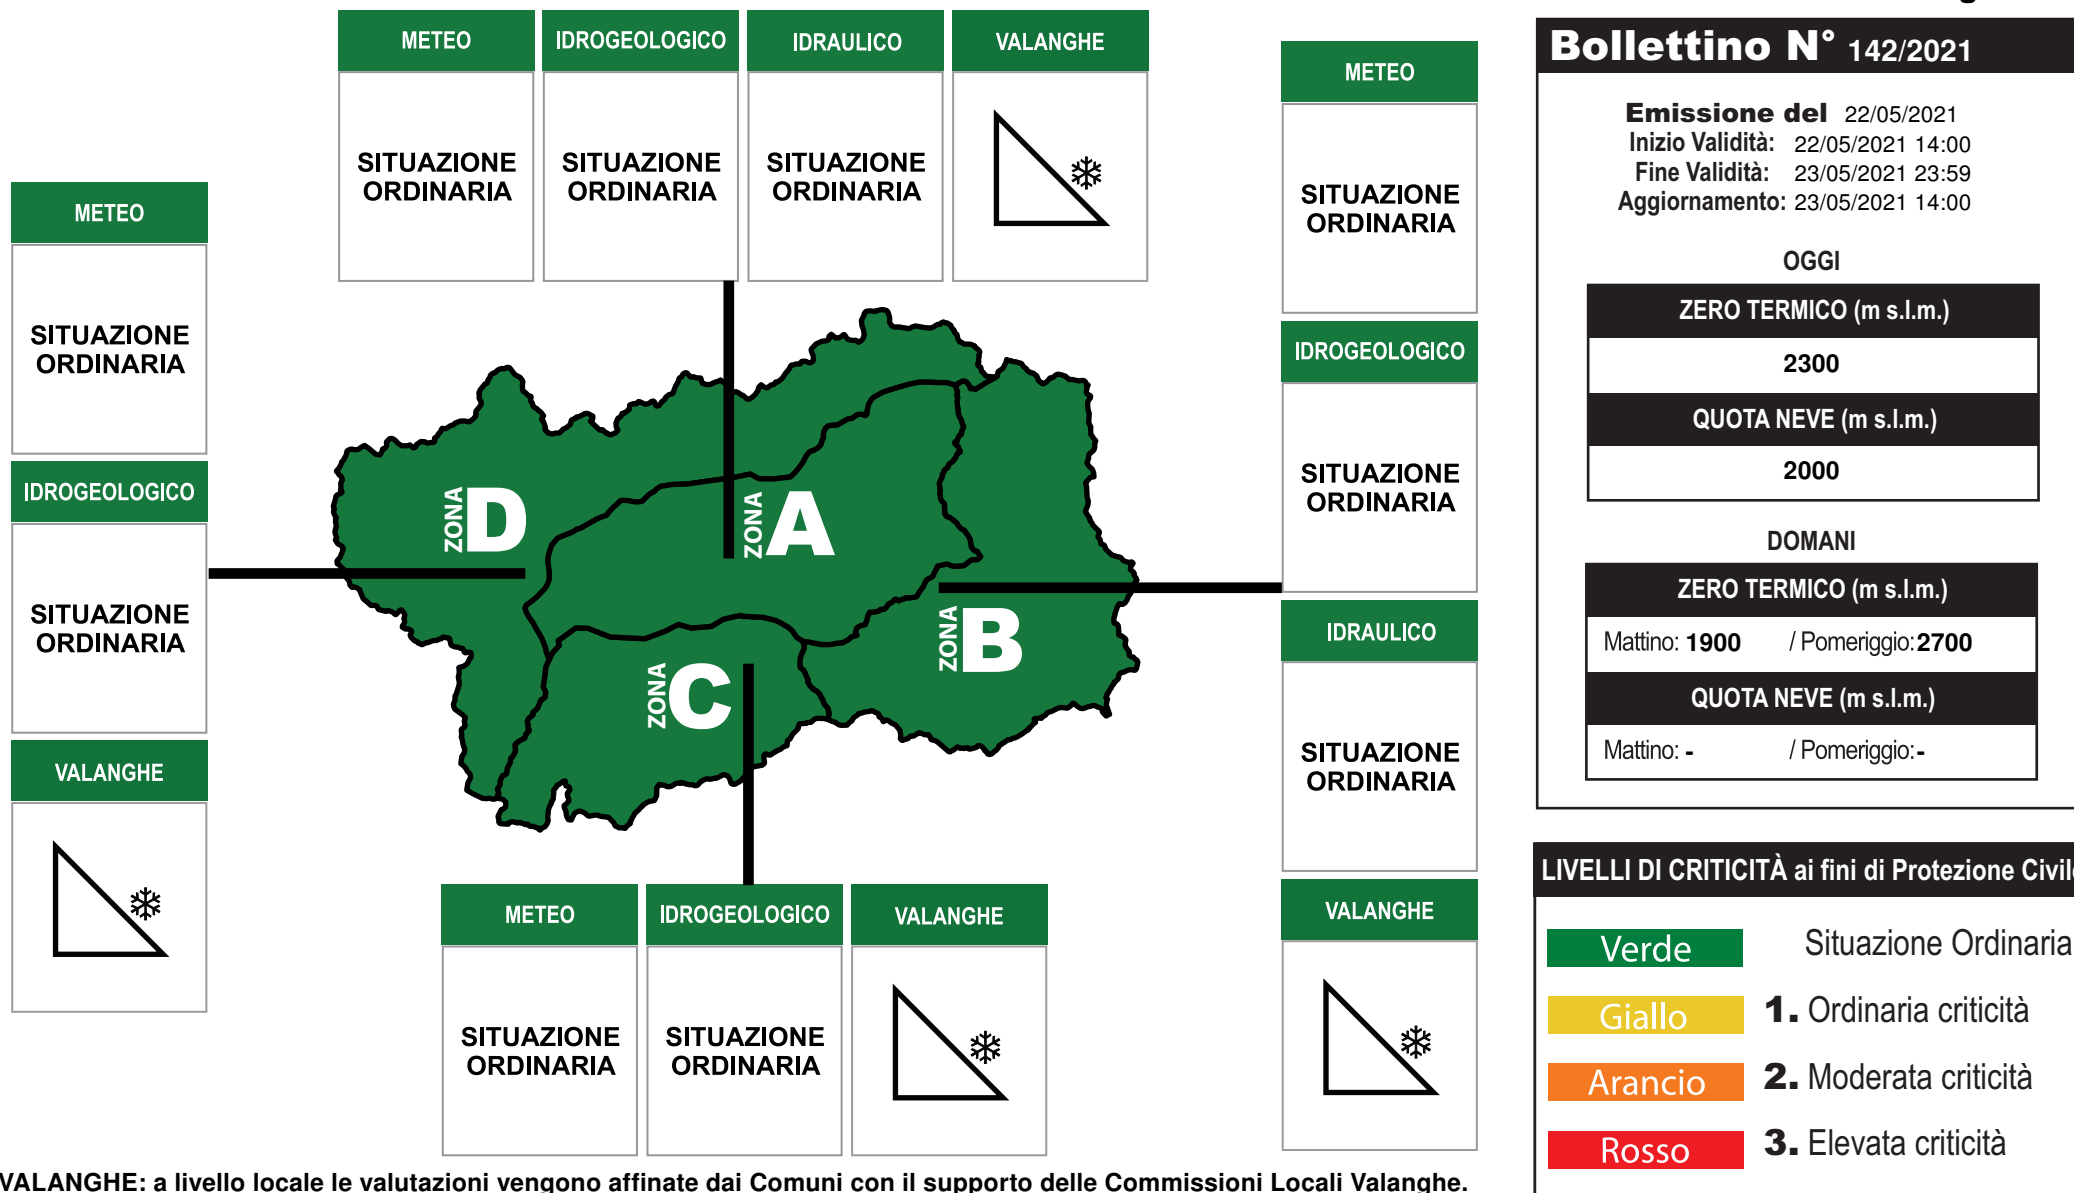 METEO
IDROGEOLOGICO
IDRAULICO
VALANGHE
SITUAZIONE
ORDINARIA
SITUAZIONE
ORDINARIA
SITUAZIONE
ORDINARIA
METEO
SITUAZIONE
ORDINARIA
IDROGEOLOGICO
SITUAZIONE
ORDINARIA
VALANGHE
METEO
SITUAZIONE
ORDINARIA
IDROGEOLOGICO
SITUAZIONE
ORDINARIA
IDRAULICO
SITUAZIONE
ORDINARIA
VALANGHE
ZONA D
ZONA A
ZONA B
ZONA C
METEO
IDROGEOLOGICO
VALANGHE
SITUAZIONE
ORDINARIA
SITUAZIONE
ORDINARIA
VALANGHE: a livello locale le valutazioni vengono affinate dai Comuni con il supporto delle Commissioni Locali Valanghe.
Bollettino N° 142/2021
Emissione del 22/05/2021
Inizio Validità: 22/05/2021 14:00
Fine Validità: 23/05/2021 23:59
Aggiornamento: 23/05/2021 14:00
OGGI
ZERO TERMICO (m s.l.m.)
2300
QUOTA NEVE (m s.l.m.)
2000
DOMANI
ZERO TERMICO (m s.l.m.)
Mattino: 1900 / Pomeriggio: 2700
QUOTA NEVE (m s.l.m.)
Mattino: - / Pomeriggio: -
LIVELLI DI CRITICITÀ ai fini di Protezione Civile
Verde Situazione Ordinaria
Giallo 1. Ordinaria criticità
Arancio 2. Moderata criticità
Rosso 3. Elevata criticità